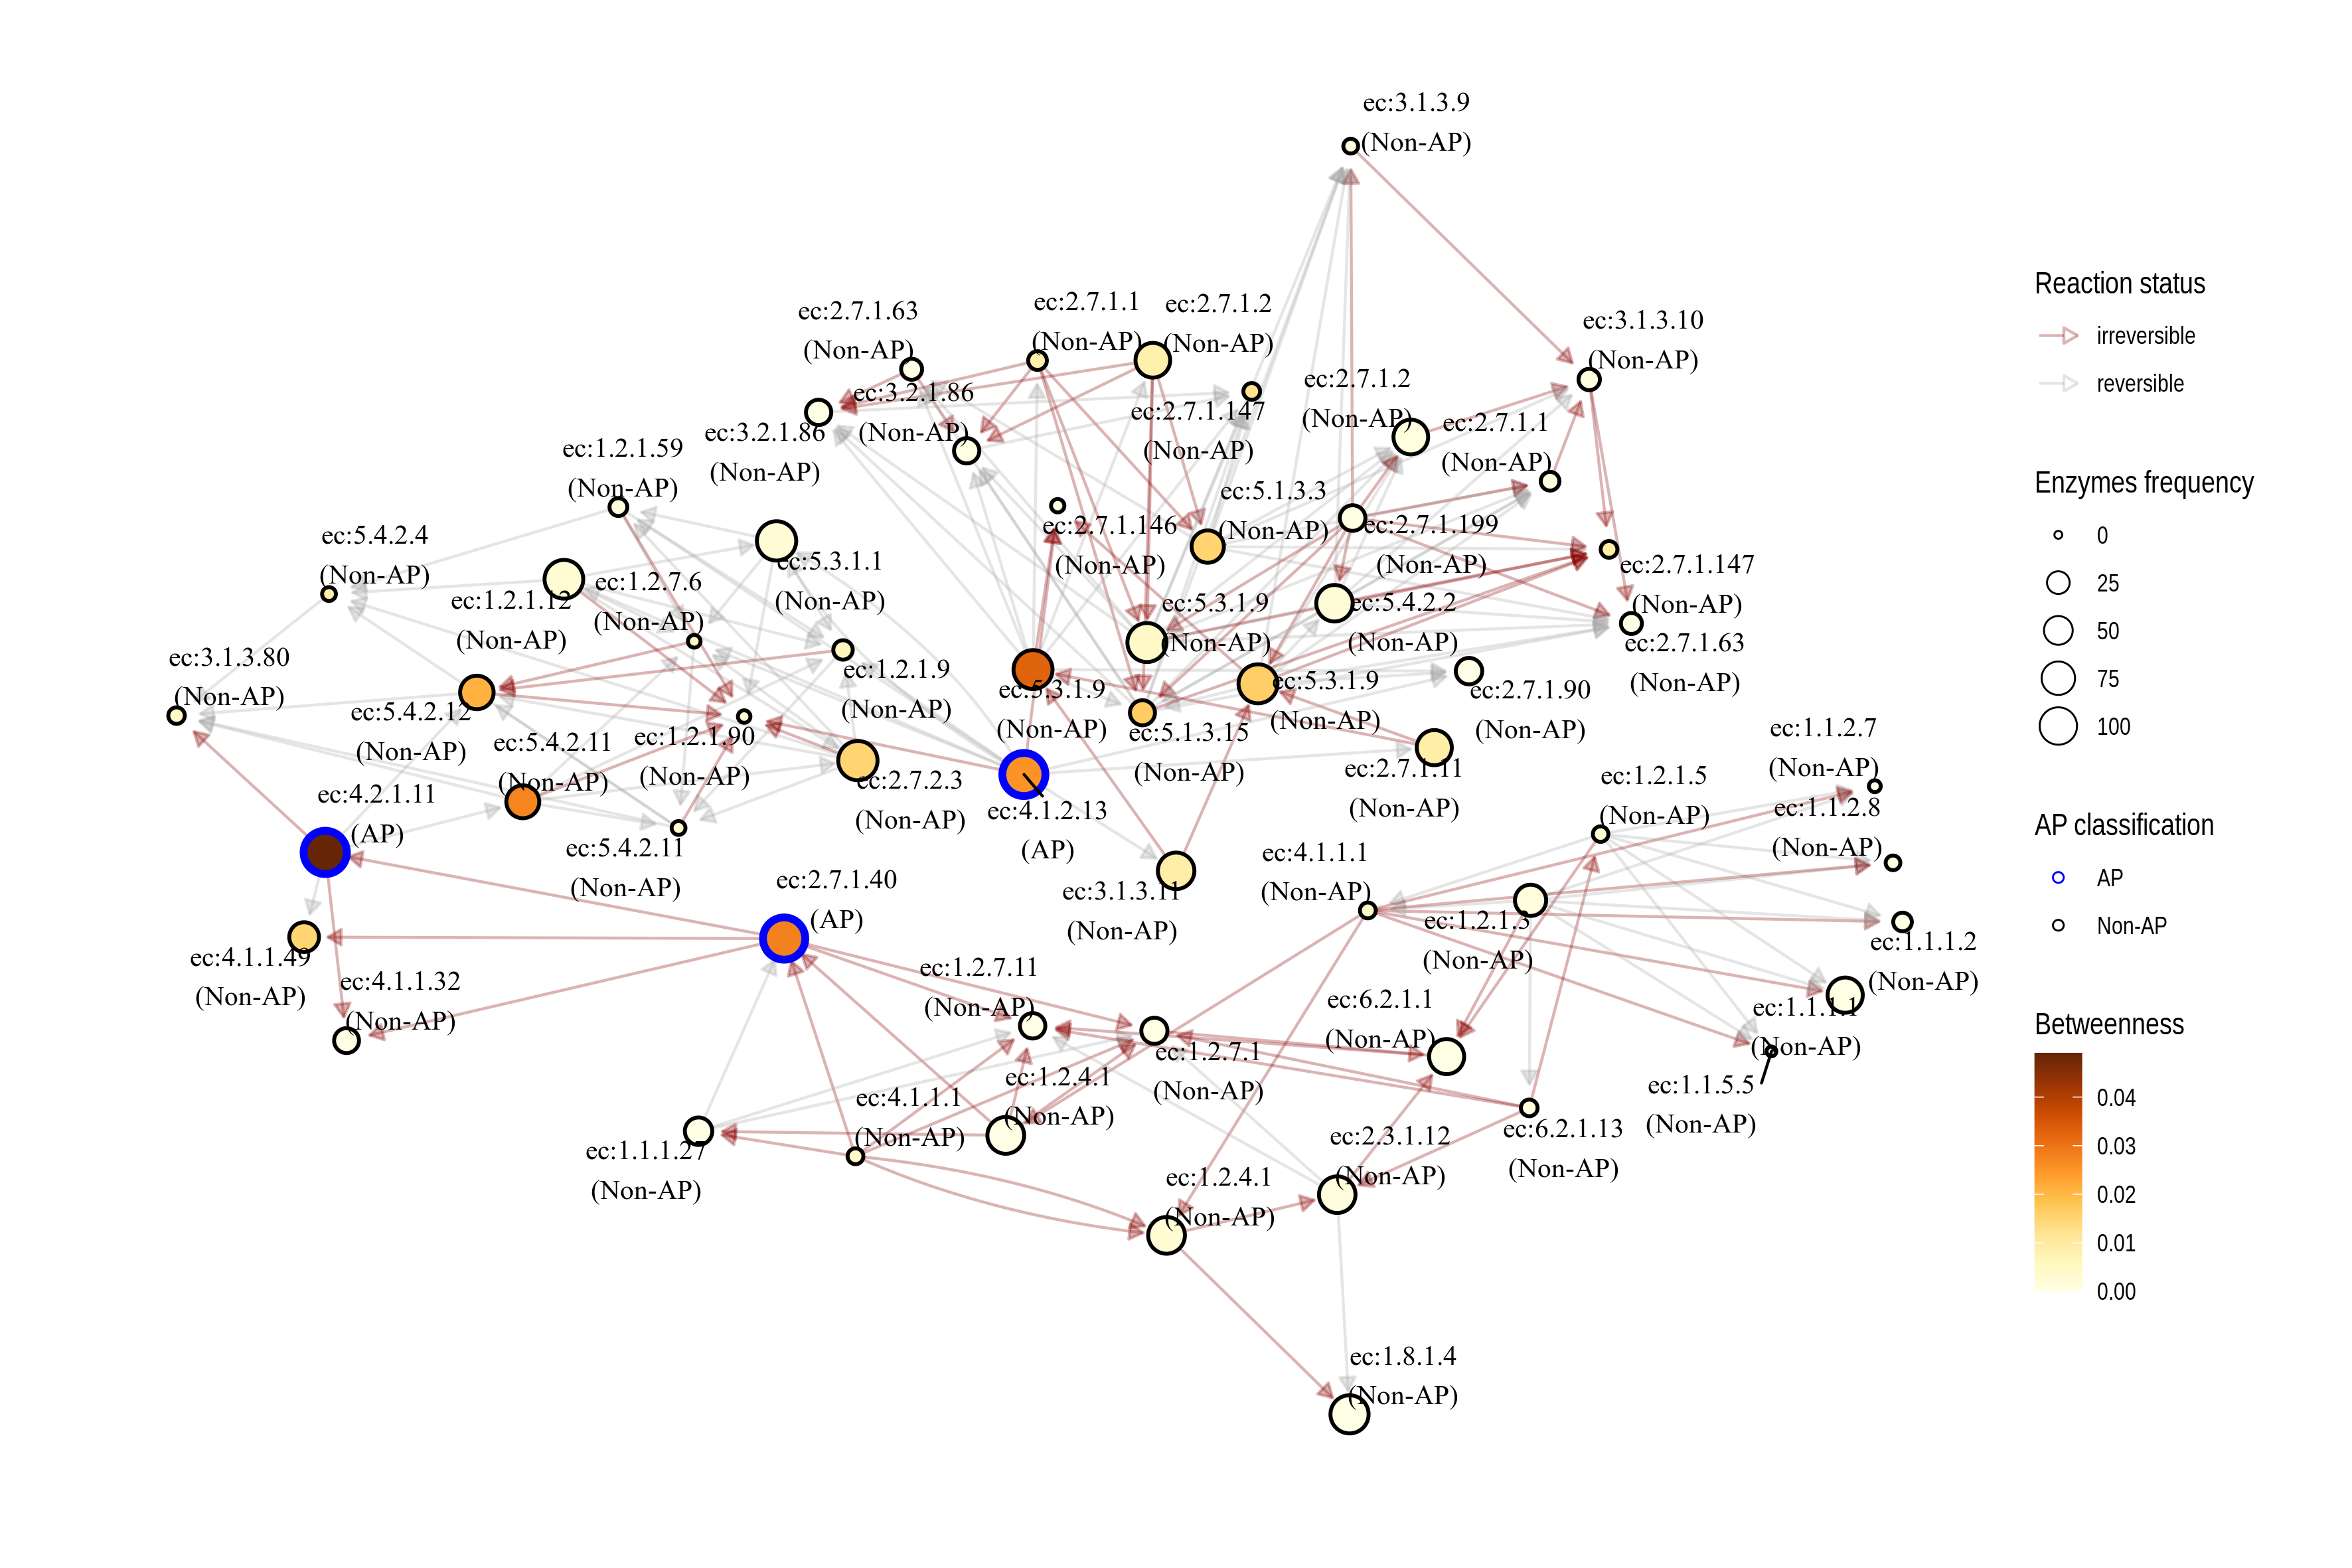 ec:3.1.3.9
(Non-AP)
ec:2.7.1.63
(Non-AP)
ec:2.7.1.1
(Non-AP)
ec:2.7.1.2
(Non-AP)
ec:3.1.3.10
(Non-AP)
ec:3.2.1.86
(Non-AP)
ec:2.7.1.147
(Non-AP)
ec:2.7.1.2
(Non-AP)
ec:2.7.1.1
(Non-AP)
ec:3.2.1.86
(Non-AP)
ec:1.2.1.59
(Non-AP)
ec:5.1.3.3
(Non-AP)
ec:2.7.1.146
(Non-AP)
ec:2.7.1.199
(Non-AP)
ec:5.4.2.4
(Non-AP)
ec:5.3.1.1
(Non-AP)
ec:2.7.1.147
(Non-AP)
ec:1.2.1.12
(Non-AP)
ec:1.2.7.6
(Non-AP)
ec:5.3.1.9
(Non-AP)
ec:5.4.2.2
(Non-AP)
ec:2.7.1.63
(Non-AP)
ec:3.1.3.80
(Non-AP)
ec:1.2.1.9
(Non-AP)
ec:5.3.1.9
(Non-AP)
ec:5.3.1.9
(Non-AP)
ec:2.7.1.90
(Non-AP)
ec:5.4.2.12
(Non-AP)
ec:5.4.2.11
(Non-AP)
ec:1.2.1.90
(Non-AP)
ec:5.1.3.15
(Non-AP)
ec:1.1.2.7
(Non-AP)
ec:4.2.1.11
(AP)
ec:2.7.2.3
(Non-AP)
ec:4.1.2.13
(AP)
ec:2.7.1.11
(Non-AP)
ec:1.2.1.5
(Non-AP)
ec:1.1.2.8
(Non-AP)
ec:5.4.2.11
(Non-AP)
ec:2.7.1.40
(AP)
ec:3.1.3.11
(Non-AP)
ec:4.1.1.1
(Non-AP)
ec:1.2.1.3
(Non-AP)
ec:1.1.1.2
(Non-AP)
ec:4.1.1.49
(Non-AP)
ec:4.1.1.32
(Non-AP)
ec:1.2.7.11
(Non-AP)
ec:6.2.1.1
(Non-AP)
ec:1.1.1.1
(Non-AP)
ec:1.2.7.1
(Non-AP)
ec:1.2.4.1
(Non-AP)
ec:1.1.5.5
(Non-AP)
ec:4.1.1.1
(Non-AP)
ec:2.3.1.12
(Non-AP)
ec:6.2.1.13
(Non-AP)
ec:1.1.1.27
(Non-AP)
ec:1.2.4.1
(Non-AP)
ec:1.8.1.4
(Non-AP)
Reaction status
irreversible
reversible
Enzymes frequency
0
25
50
75
100
AP classification
AP
Non-AP
Betweenness
0.04
0.03
0.02
0.01
0.00